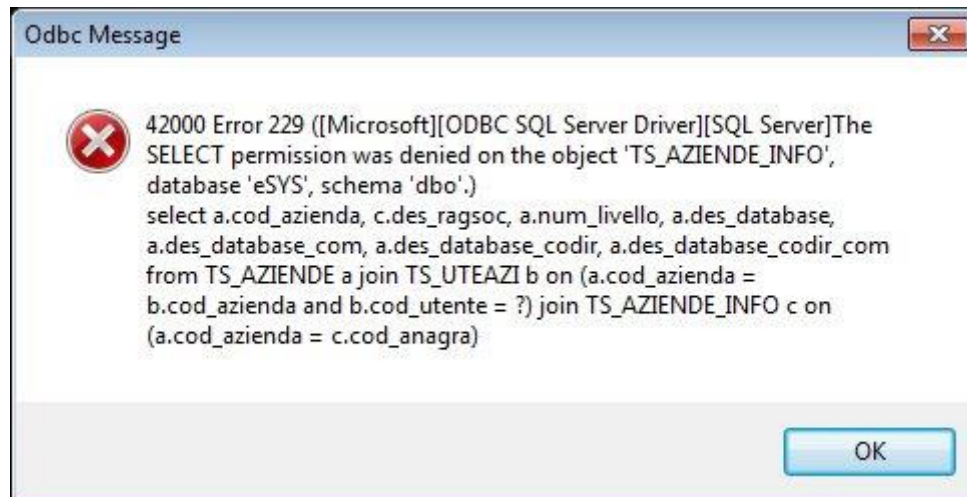 Odbc Message
42000 Error 229 ([Microsoft][ODBC SQL Server Driver][SQL Server]The
SELECT permission was denied on the object 'TS_AZIENDE_INFO',
database 'eSYS', schema 'dbo'.)
select a.cod_azienda, c.des_ragsoc, a.num_livello, a.des_database,
a.des_database_com, a.des_database_codir, a.des_database_codir_com
from TS_AZIENDE a join TS_UTEAZI b on (a.cod_azienda =
b.cod_azienda and b.cod_utente = ?) join TS_AZIENDE_INFO c on
(a.cod_azienda = c.cod_anagra)
OK